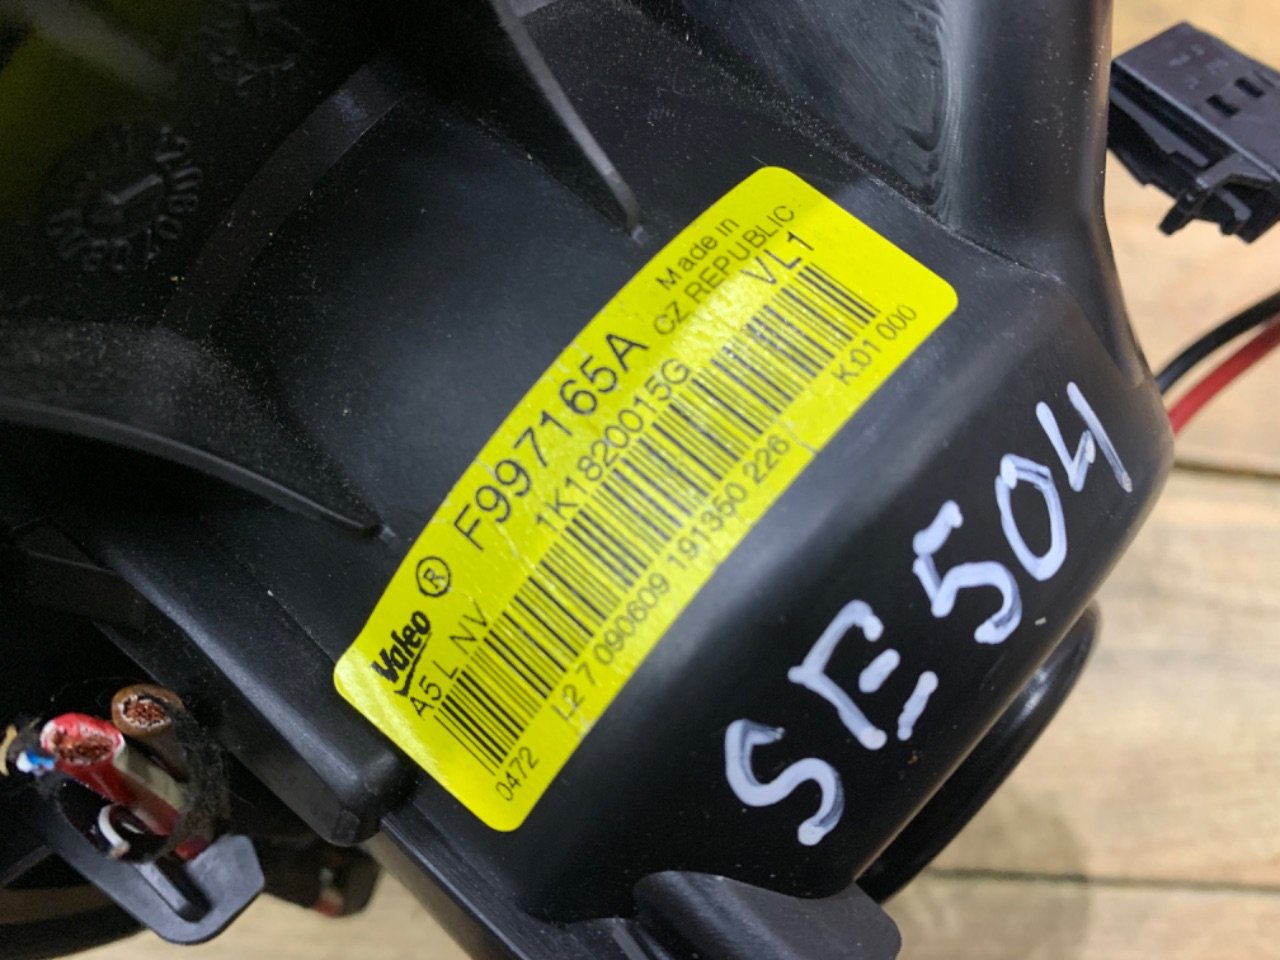 Valeo ® F997165A Made in
CZ REPUBLIC
A5 L NV 1K1820015G VL1
0472 L2 7 090609 191350 226 K.01 000
SE504